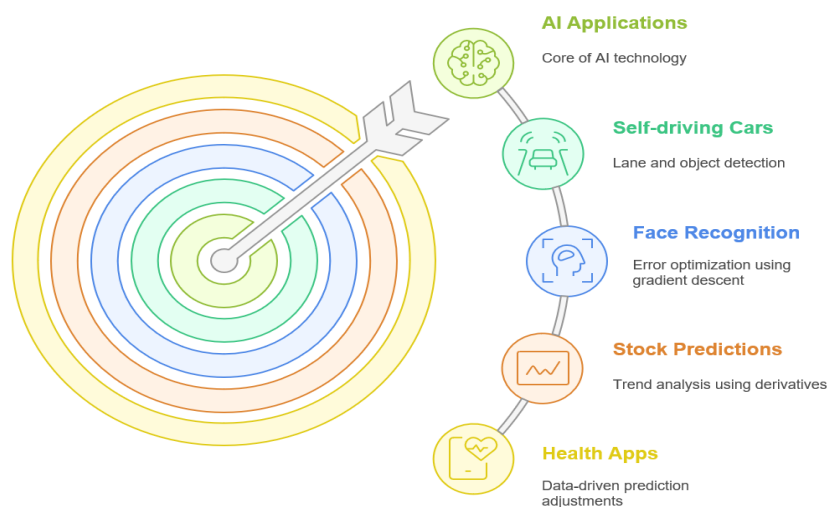 AI Applications
Core of AI technology
Self-driving Cars
Lane and object detection
Face Recognition
Error optimization using
gradient descent
Stock Predictions
Trend analysis using derivatives
Health Apps
Data-driven prediction
adjustments